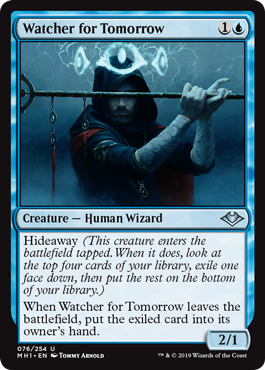 Watcher for Tomorrow 1
Creature — Human Wizard
Hideaway (This creature enters the
battlefield tapped. When it does, look at
the top four cards of your library, exile one
face down, then put the rest on the bottom
of your library.)
When Watcher for Tomorrow leaves the
battlefield, put the exiled card into its
owner's hand.
2/1
076/254 U
MH1 • EN Tommy Arnold
™ & © 2019 Wizards of the Coast